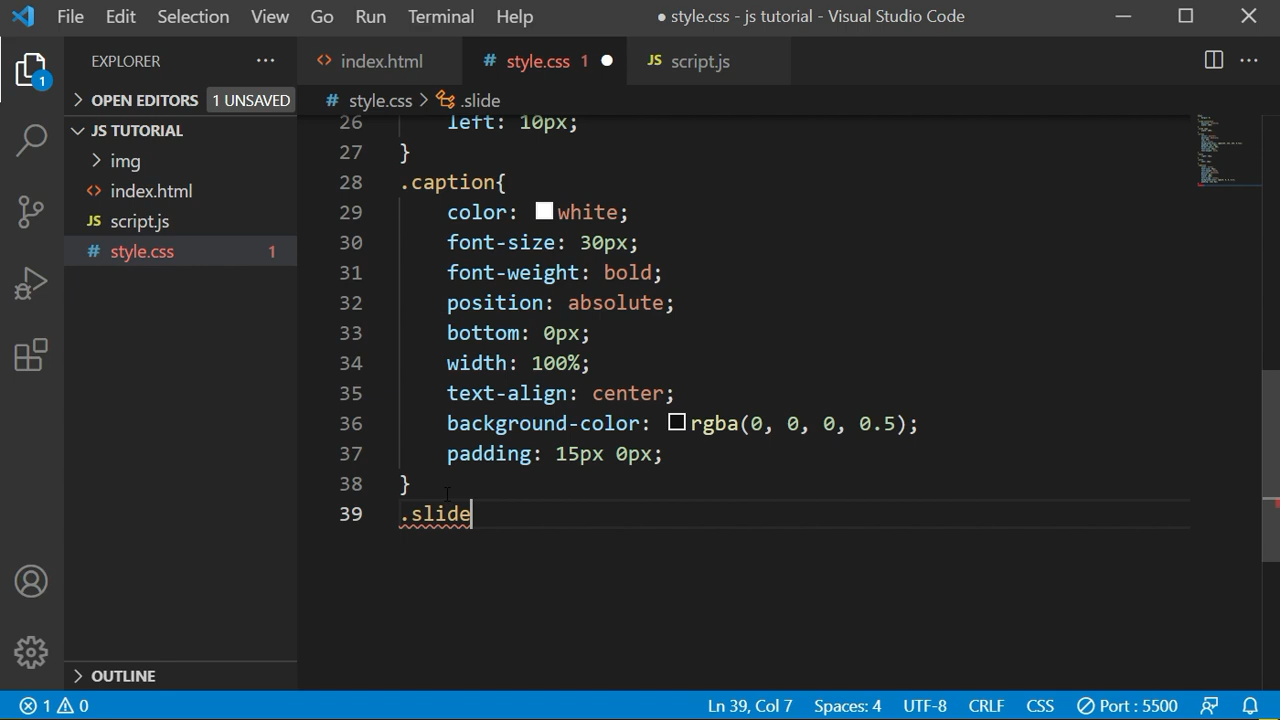 File Edit Selection View Go Run Terminal Help ● style.css - js tutorial - Visual Studio Code
EXPLORER ··· <> index.html # style.css 1 ● JS script.js ···
> OPEN EDITORS 1 UNSAVED
# style.css > .slide
1
JS TUTORIAL
> img
<> index.html
JS script.js
# style.css 1
26 left: 10px;
27 }
28 .caption{
29 color: white;
30 font-size: 30px;
31 font-weight: bold;
32 position: absolute;
33 bottom: 0px;
34 width: 100%;
35 text-align: center;
36 background-color: rgba(0, 0, 0, 0.5);
37 padding: 15px 0px;
38 }
39 .slide
> OUTLINE
1 0 Ln 39, Col 7 Spaces: 4 UTF-8 CRLF CSS Port : 5500